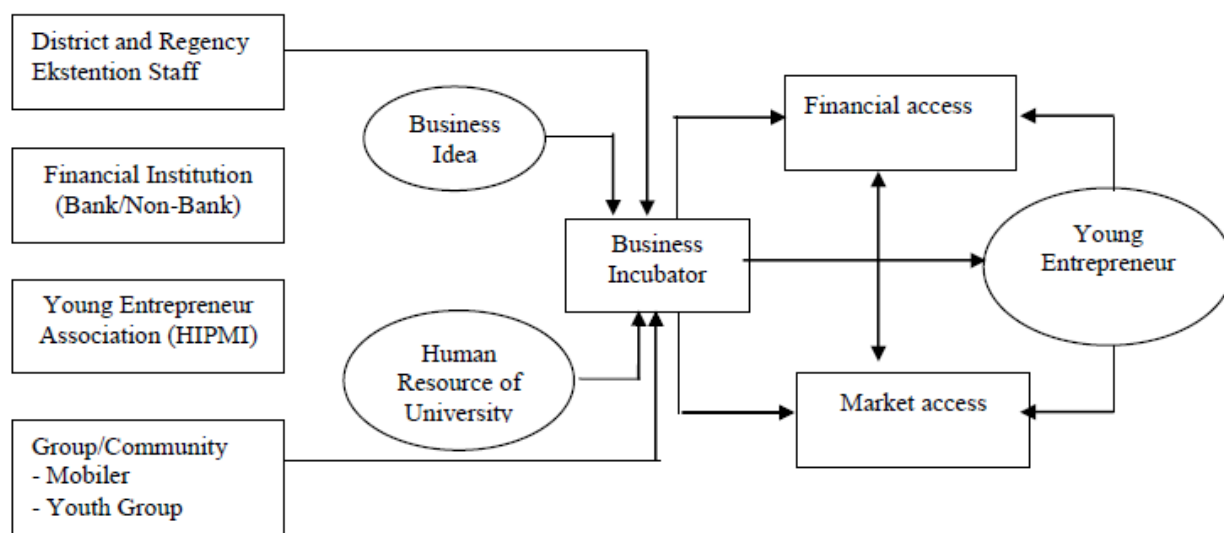 District and Regency
Ekstention Staff
Financial Institution
(Bank/Non-Bank)
Young Entrepreneur
Association (HIPMI)
Group/Community
- Mobiler
- Youth Group
Business
Idea
Human
Resource of
University
Business
Incubator
Financial access
Market access
Young
Entrepreneur